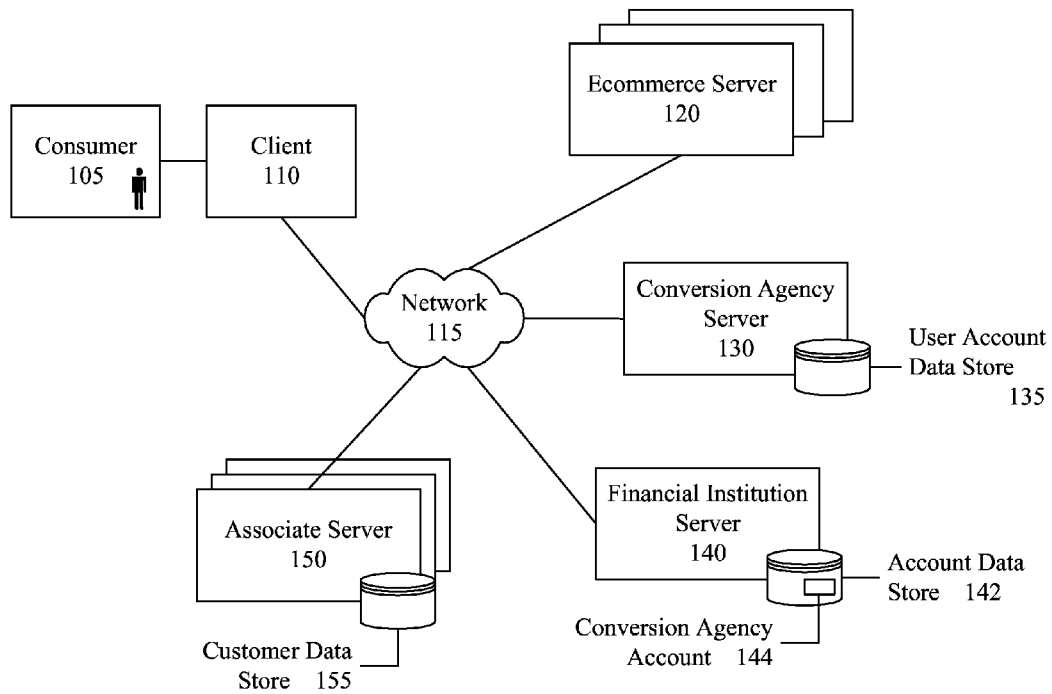 Ecommerce Server
120
Consumer
105
Client
110
Network
115
Conversion Agency
Server
130
User Account
Data Store
135
Associate Server
150
Customer Data
Store 155
Financial Institution
Server
140
Account Data
Store 142
Conversion Agency
Account 144